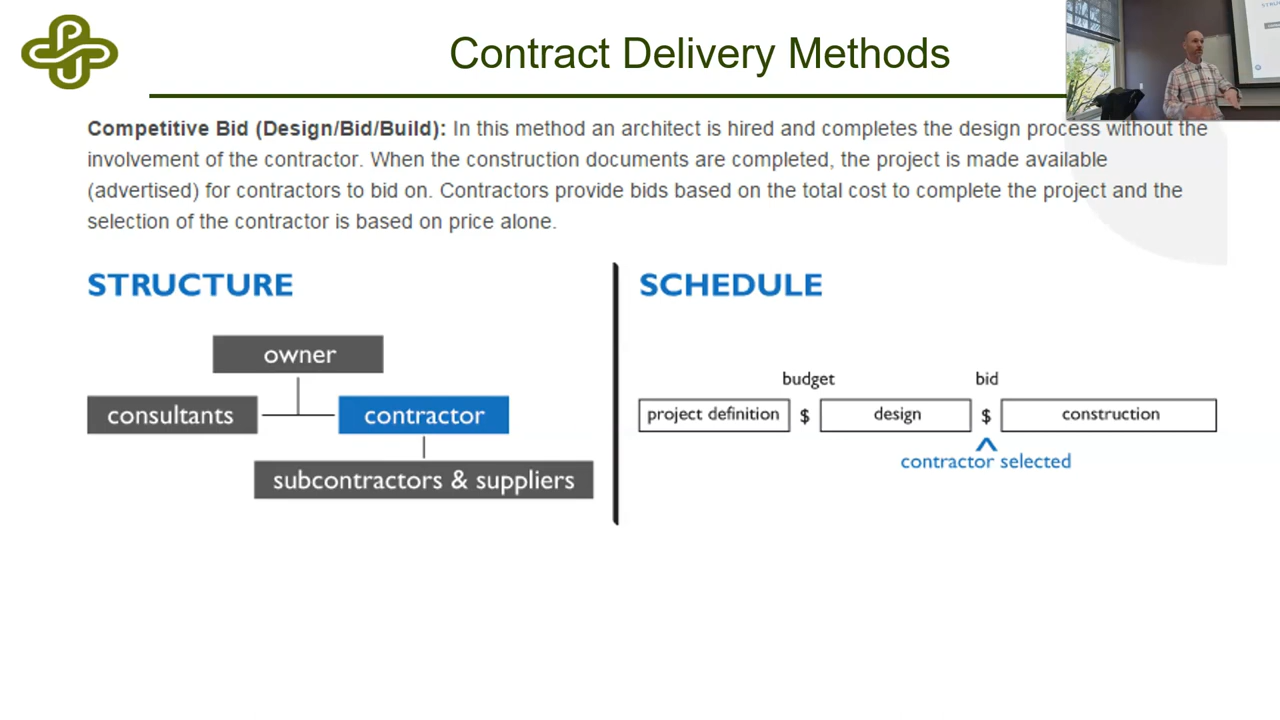 Contract Delivery Methods
Competitive Bid (Design/Bid/Build): In this method an architect is hired and completes the design process without the
involvement of the contractor. When the construction documents are completed, the project is made available
(advertised) for contractors to bid on. Contractors provide bids based on the total cost to complete the project and the
selection of the contractor is based on price alone.
STRUCTURE
owner
consultants
contractor
subcontractors & suppliers
SCHEDULE
budget
bid
project definition $ design $ construction
contractor selected